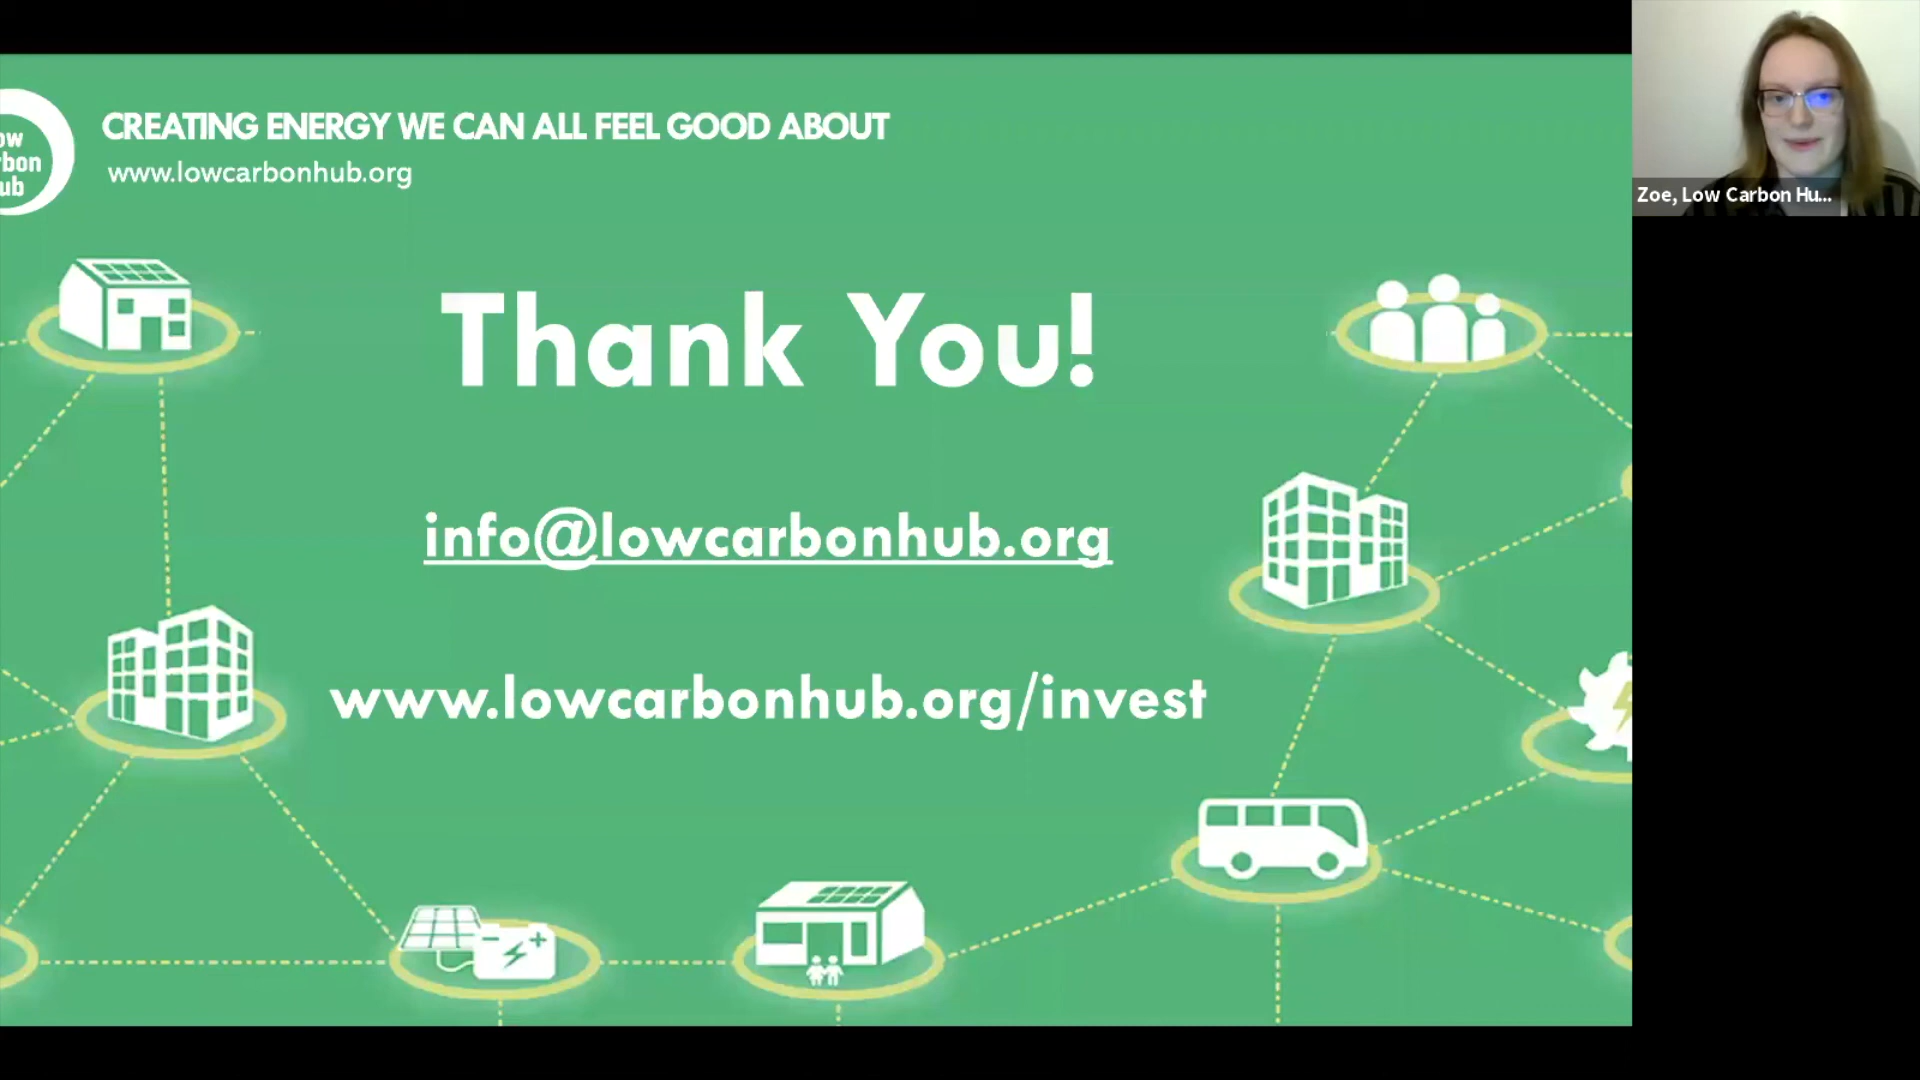 CREATING ENERGY WE CAN ALL FEEL GOOD ABOUT
www.lowcarbonhub.org
Zoe, Low Carbon Hu...
Thank You!
info@lowcarbonhub.org
www.lowcarbonhub.org/invest